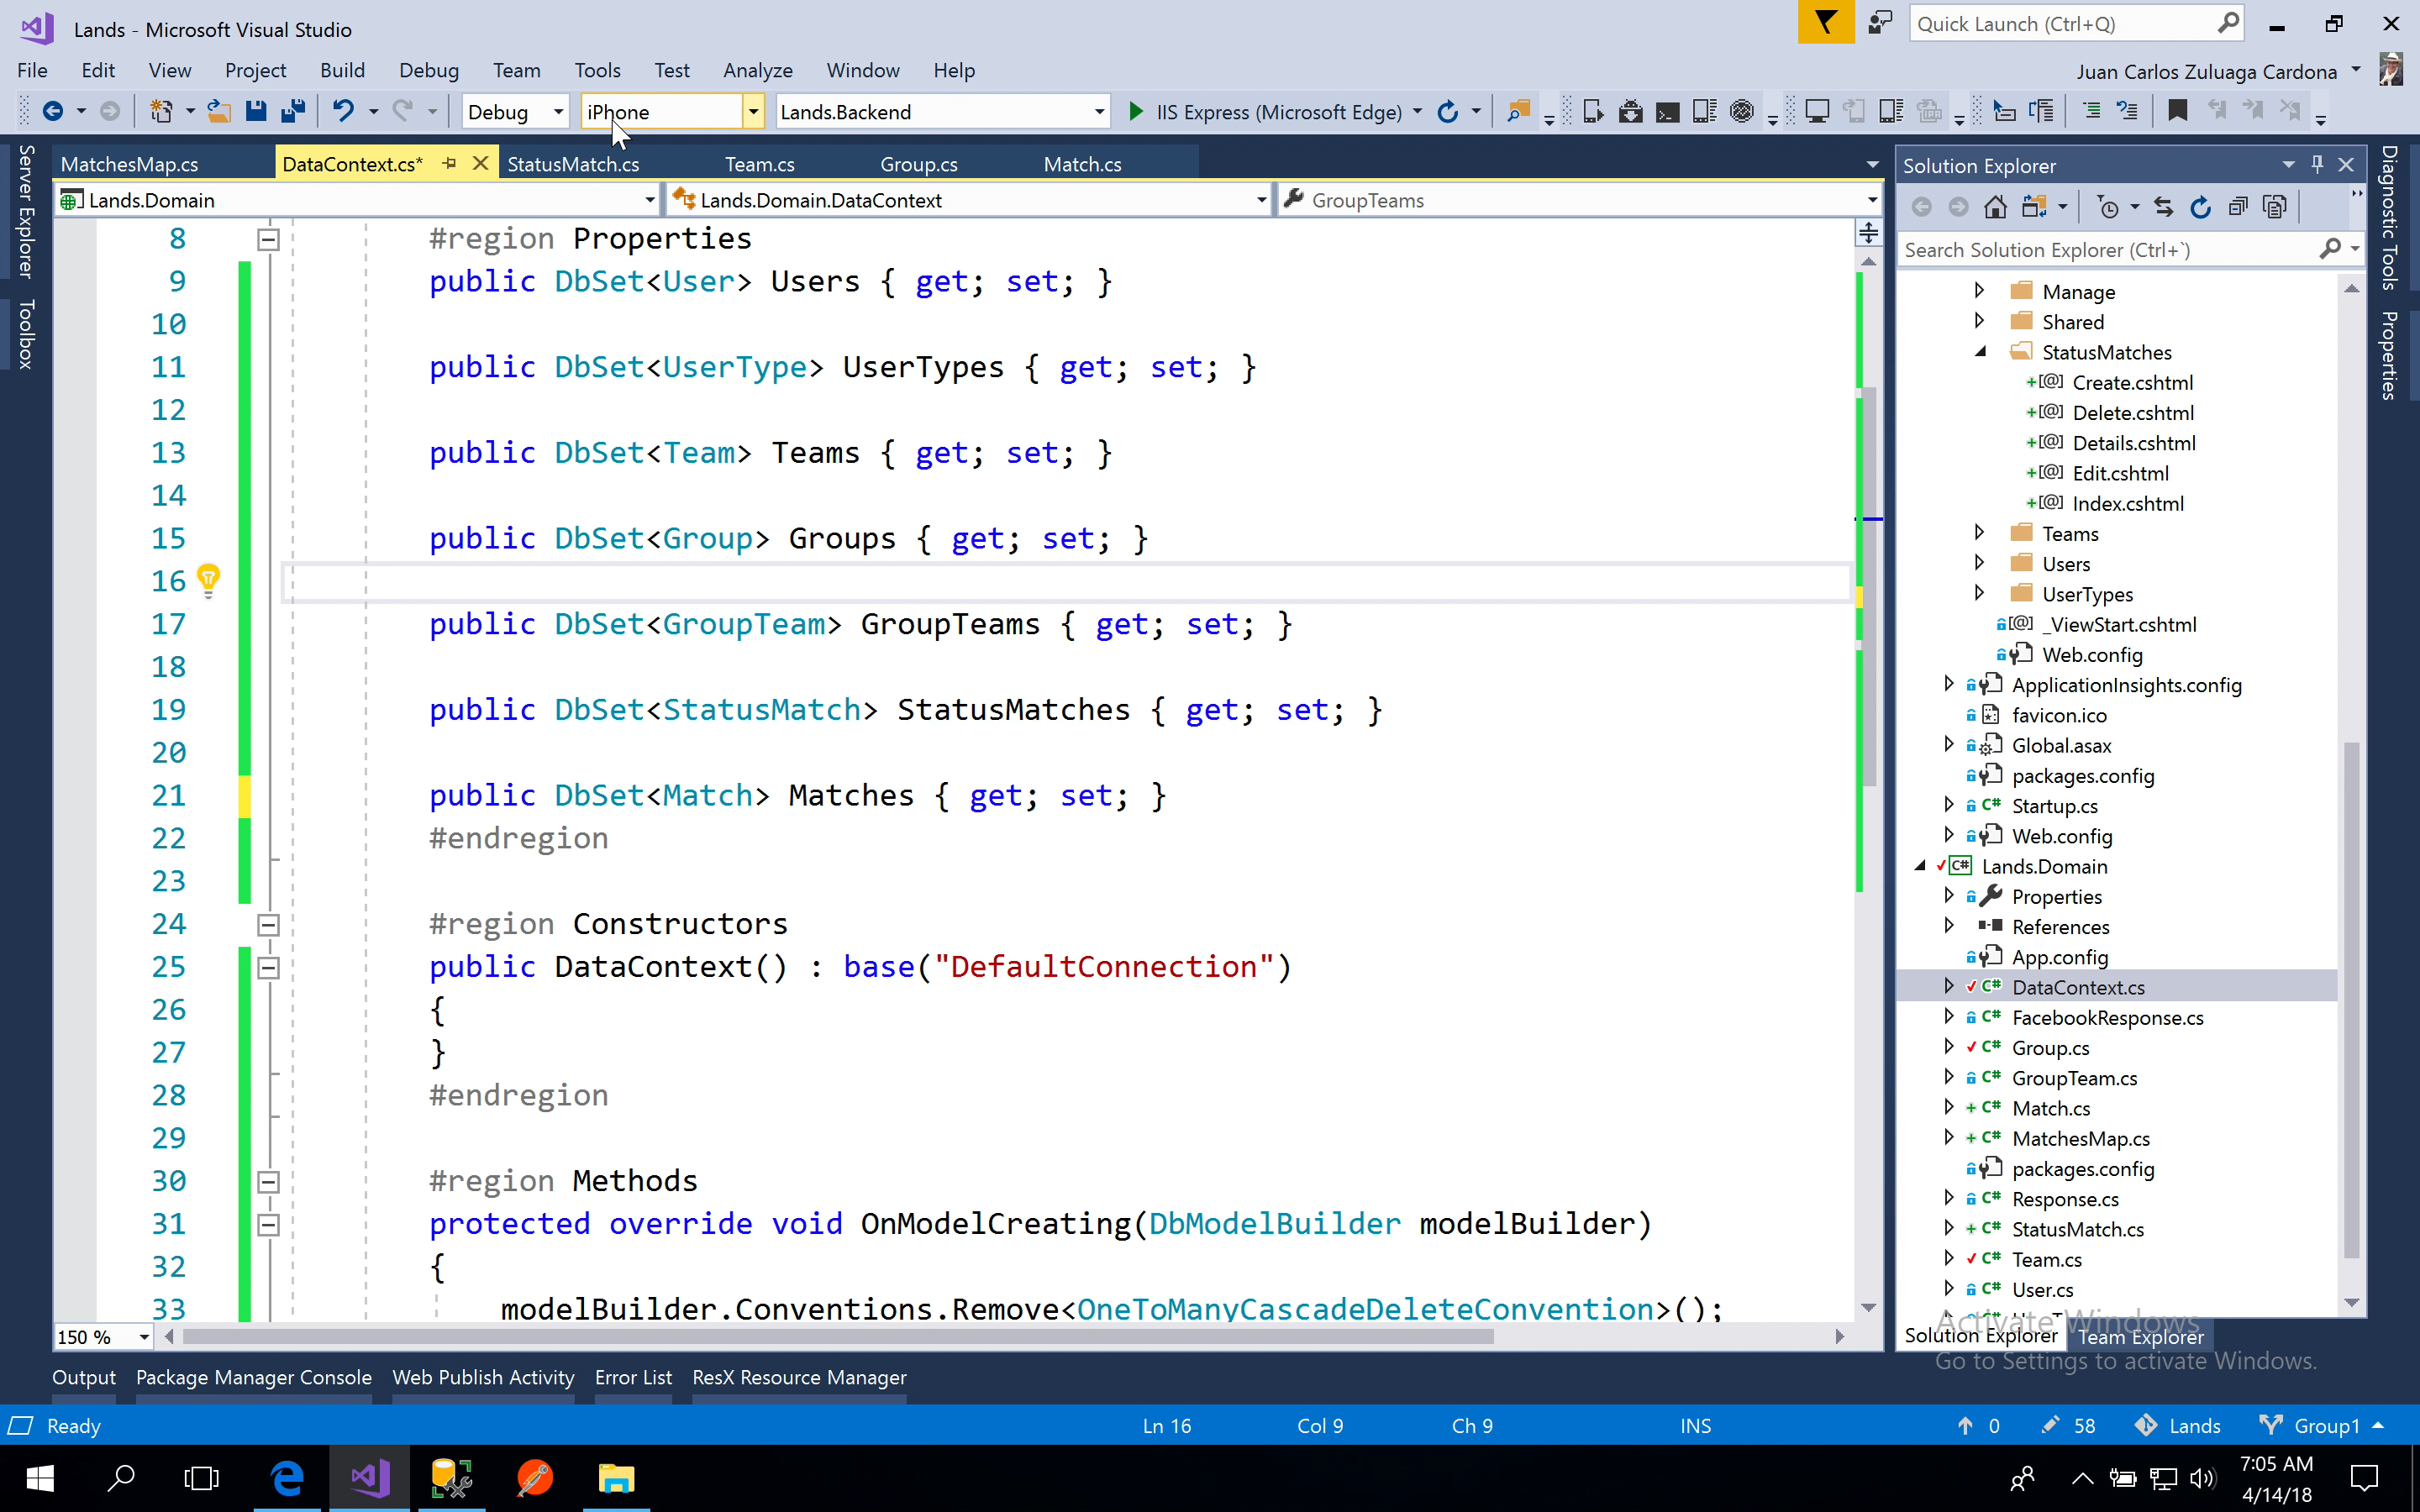 Lands - Microsoft Visual Studio
Quick Launch (Ctrl+Q)
File Edit View Project Build Debug Team Tools Test Analyze Window Help
Juan Carlos Zuluaga Cardona
Debug iPhone Lands.Backend IIS Express (Microsoft Edge)
Server Explorer
Toolbox
MatchesMap.cs DataContext.cs* StatusMatch.cs Team.cs Group.cs Match.cs
Lands.Domain Lands.Domain.DataContext GroupTeams
8 #region Properties
9 public DbSet<User> Users { get; set; }
10
11 public DbSet<UserType> UserTypes { get; set; }
12
13 public DbSet<Team> Teams { get; set; }
14
15 public DbSet<Group> Groups { get; set; }
16
17 public DbSet<GroupTeam> GroupTeams { get; set; }
18
19 public DbSet<StatusMatch> StatusMatches { get; set; }
20
21 public DbSet<Match> Matches { get; set; }
22 #endregion
23
24 #region Constructors
25 public DataContext() : base("DefaultConnection")
26 {
27 }
28 #endregion
29
30 #region Methods
31 protected override void OnModelCreating(DbModelBuilder modelBuilder)
32 {
33 modelBuilder.Conventions.Remove<OneToManyCascadeDeleteConvention>();
150 %
Solution Explorer
Search Solution Explorer (Ctrl+`)
Manage
Shared
StatusMatches
Create.cshtml
Delete.cshtml
Details.cshtml
Edit.cshtml
Index.cshtml
Teams
Users
UserTypes
_ViewStart.cshtml
Web.config
ApplicationInsights.config
favicon.ico
Global.asax
packages.config
Startup.cs
Web.config
Lands.Domain
Properties
References
App.config
DataContext.cs
FacebookResponse.cs
Group.cs
GroupTeam.cs
Match.cs
MatchesMap.cs
packages.config
Response.cs
StatusMatch.cs
Team.cs
User.cs
Solution Explorer Team Explorer
Activate Windows
Go to Settings to activate Windows.
Diagnostic Tools
Properties
Output Package Manager Console Web Publish Activity Error List ResX Resource Manager
Ready Ln 16 Col 9 Ch 9 INS 0 58 Lands Group1
7:05 AM
4/14/18